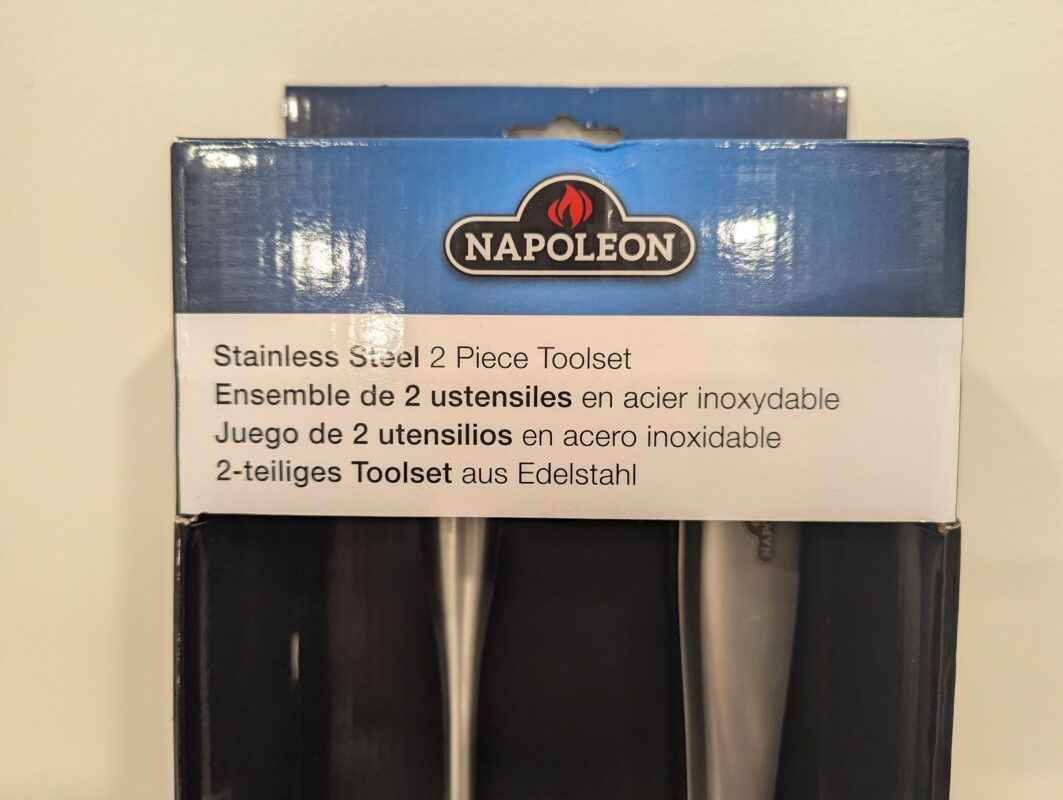 NAPOLEON
Stainless Steel 2 Piece Toolset
Ensemble de 2 ustensiles en acier inoxydable
Juego de 2 utensilios en acero inoxidable
2-teiliges Toolset aus Edelstahl